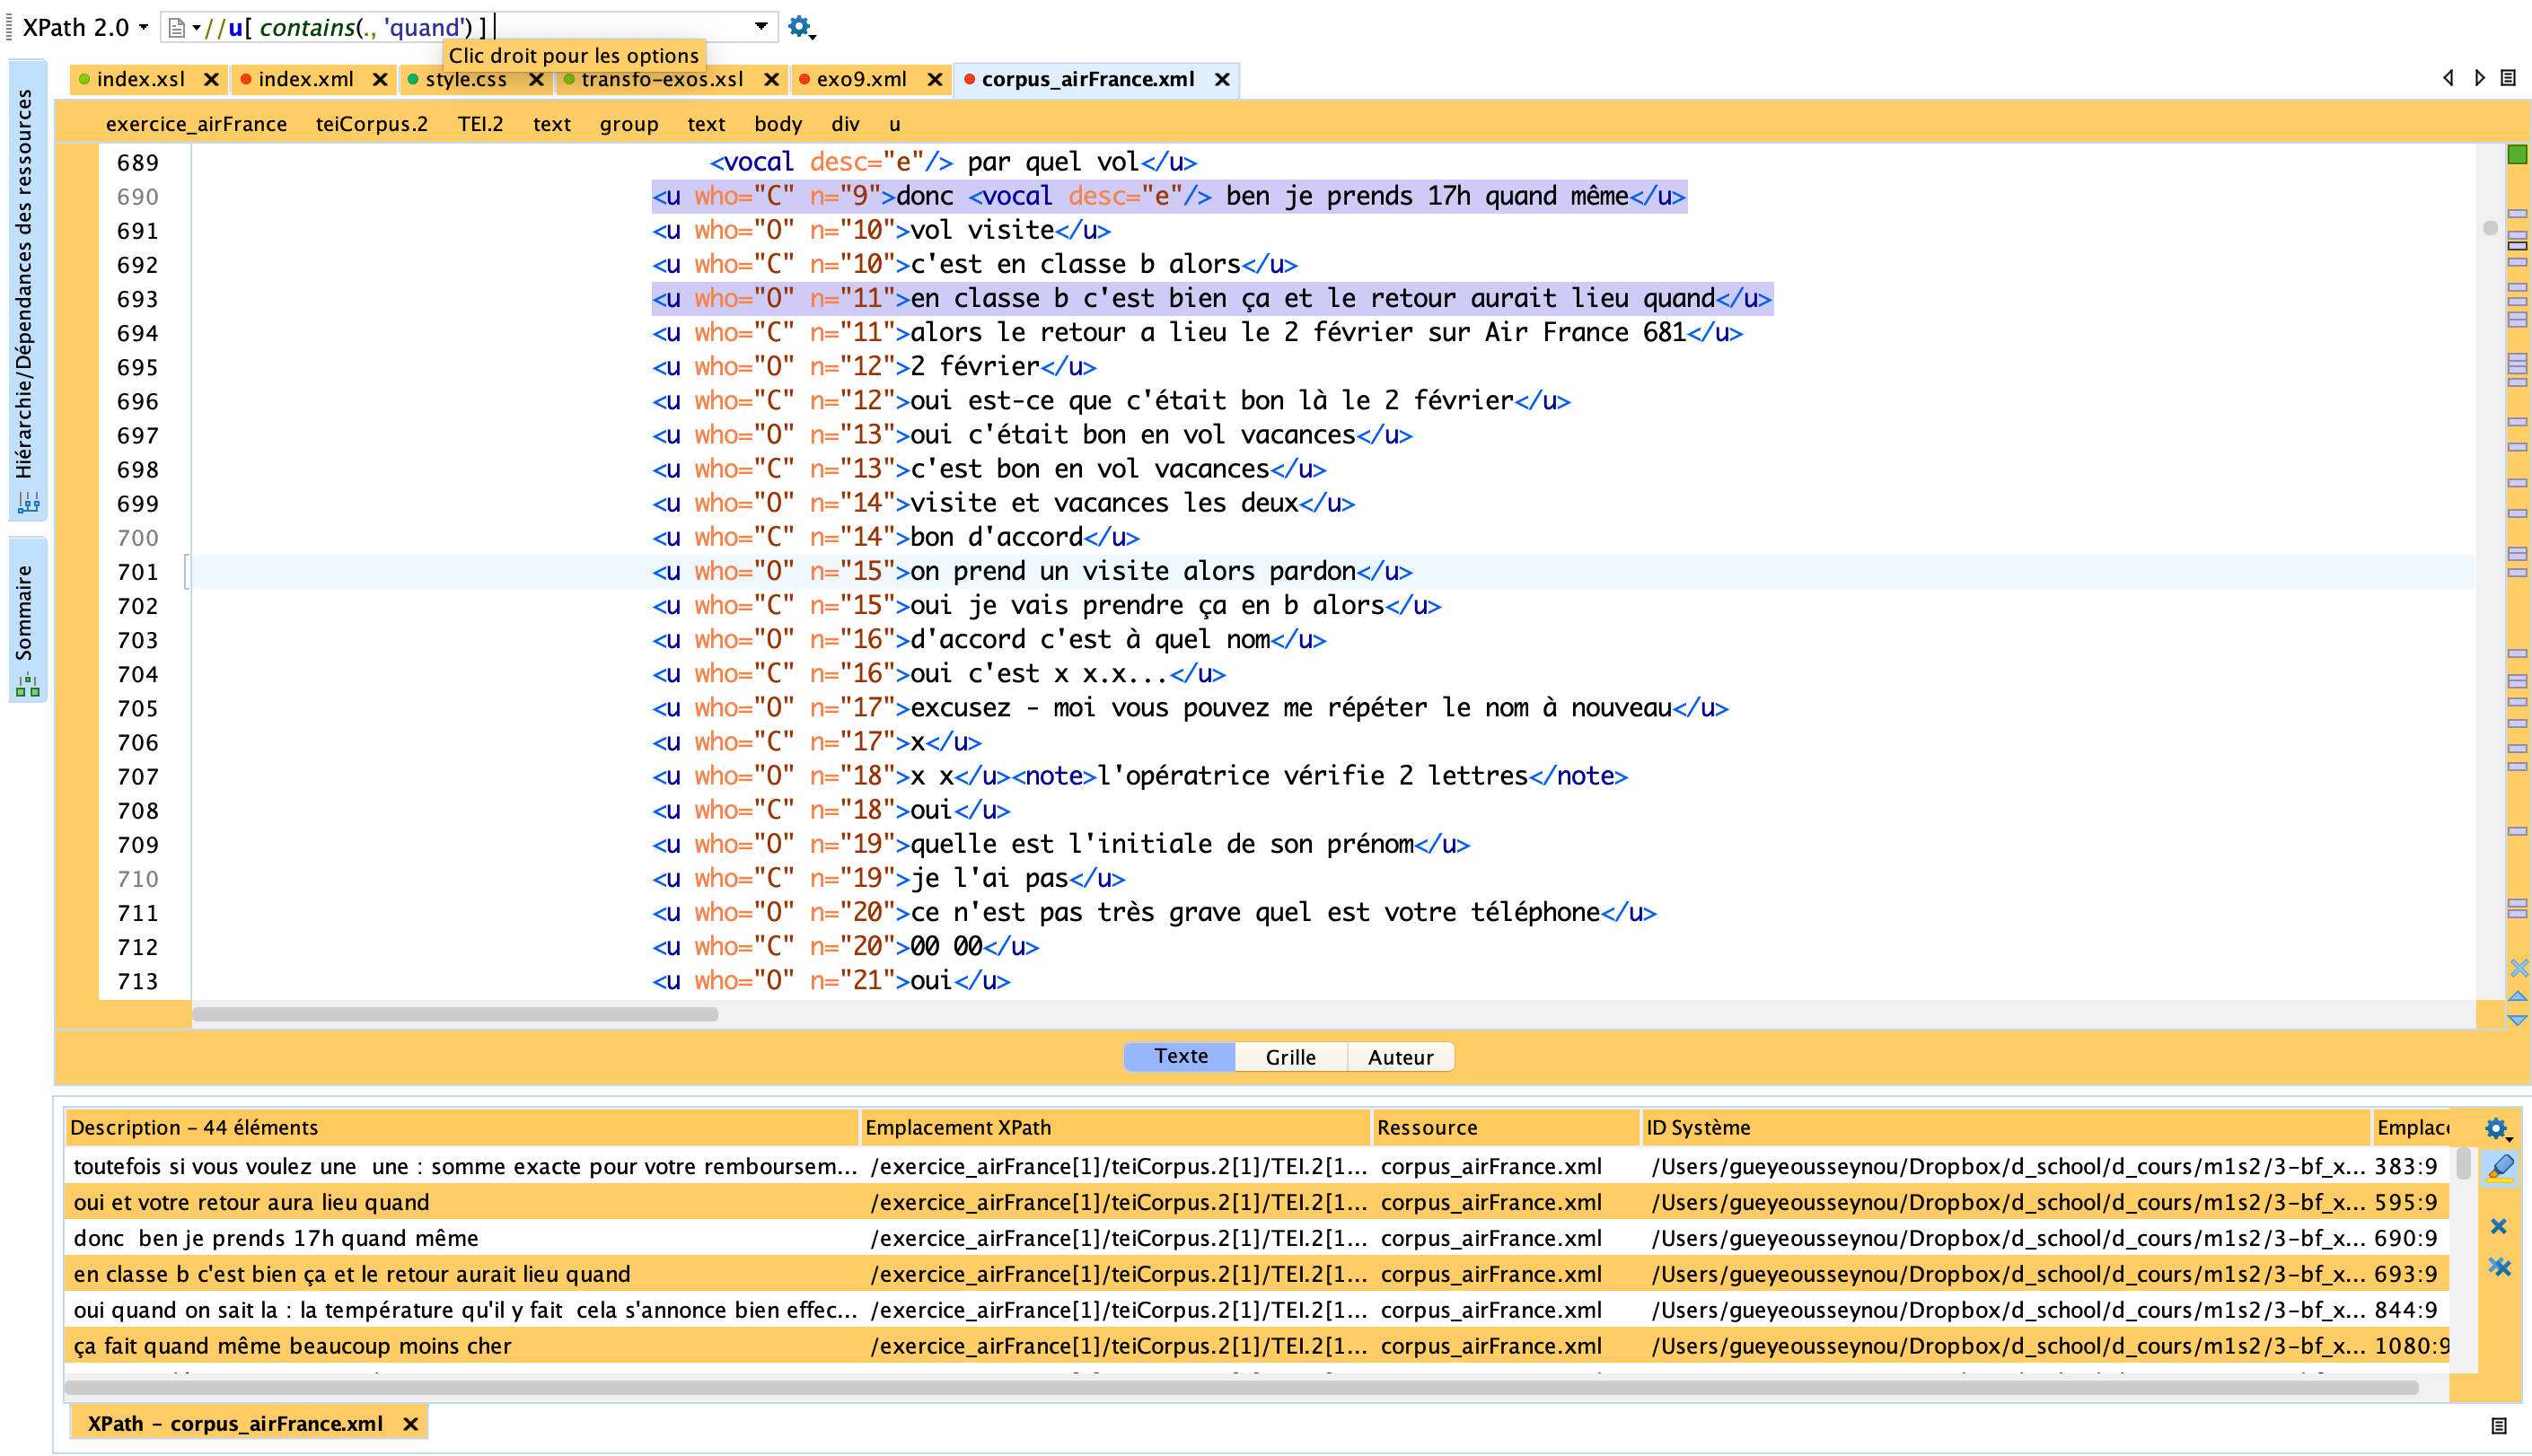 XPath 2.0 //u[ contains(., 'quand') ]
Clic droit pour les options
index.xsl index.xml style.css transfo-exos.xsl exo9.xml corpus_airFrance.xml
exercice_airFrance teiCorpus.2 TEI.2 text group text body div u
Hiérarchie/Dépendances des ressources
Sommaire
689 <vocal desc="e"/> par quel vol</u>
690 <u who="C" n="9">donc <vocal desc="e"/> ben je prends 17h quand même</u>
691 <u who="O" n="10">vol visite</u>
692 <u who="C" n="10">c'est en classe b alors</u>
693 <u who="O" n="11">en classe b c'est bien ça et le retour aurait lieu quand</u>
694 <u who="C" n="11">alors le retour a lieu le 2 février sur Air France 681</u>
695 <u who="O" n="12">2 février</u>
696 <u who="C" n="12">oui est-ce que c'était bon là le 2 février</u>
697 <u who="O" n="13">oui c'était bon en vol vacances</u>
698 <u who="C" n="13">c'est bon en vol vacances</u>
699 <u who="O" n="14">visite et vacances les deux</u>
700 <u who="C" n="14">bon d'accord</u>
701 <u who="O" n="15">on prend un visite alors pardon</u>
702 <u who="C" n="15">oui je vais prendre ça en b alors</u>
703 <u who="O" n="16">d'accord c'est à quel nom</u>
704 <u who="C" n="16">oui c'est x x.x...</u>
705 <u who="O" n="17">excusez - moi vous pouvez me répéter le nom à nouveau</u>
706 <u who="C" n="17">x</u>
707 <u who="O" n="18">x x</u><note>l'opératrice vérifie 2 lettres</note>
708 <u who="C" n="18">oui</u>
709 <u who="O" n="19">quelle est l'initiale de son prénom</u>
710 <u who="C" n="19">je l'ai pas</u>
711 <u who="O" n="20">ce n'est pas très grave quel est votre téléphone</u>
712 <u who="C" n="20">00 00</u>
713 <u who="O" n="21">oui</u>
Texte Grille Auteur
Description – 44 éléments Emplacement XPath Ressource ID Système Emplace
toutefois si vous voulez une  une : somme exacte pour votre remboursem... /exercice_airFrance[1]/teiCorpus.2[1]/TEI.2[1... corpus_airFrance.xml /Users/gueyeousseynou/Dropbox/d_school/d_cours/m1s2/3-bf_x... 383:9
oui et votre retour aura lieu quand /exercice_airFrance[1]/teiCorpus.2[1]/TEI.2[1... corpus_airFrance.xml /Users/gueyeousseynou/Dropbox/d_school/d_cours/m1s2/3-bf_x... 595:9
donc  ben je prends 17h quand même /exercice_airFrance[1]/teiCorpus.2[1]/TEI.2[1... corpus_airFrance.xml /Users/gueyeousseynou/Dropbox/d_school/d_cours/m1s2/3-bf_x... 690:9
en classe b c'est bien ça et le retour aurait lieu quand /exercice_airFrance[1]/teiCorpus.2[1]/TEI.2[1... corpus_airFrance.xml /Users/gueyeousseynou/Dropbox/d_school/d_cours/m1s2/3-bf_x... 693:9
oui quand on sait la : la température qu'il y fait  cela s'annonce bien effec... /exercice_airFrance[1]/teiCorpus.2[1]/TEI.2[1... corpus_airFrance.xml /Users/gueyeousseynou/Dropbox/d_school/d_cours/m1s2/3-bf_x... 844:9
ça fait quand même beaucoup moins cher /exercice_airFrance[1]/teiCorpus.2[1]/TEI.2[1... corpus_airFrance.xml /Users/gueyeousseynou/Dropbox/d_school/d_cours/m1s2/3-bf_x... 1080:9
XPath – corpus_airFrance.xml